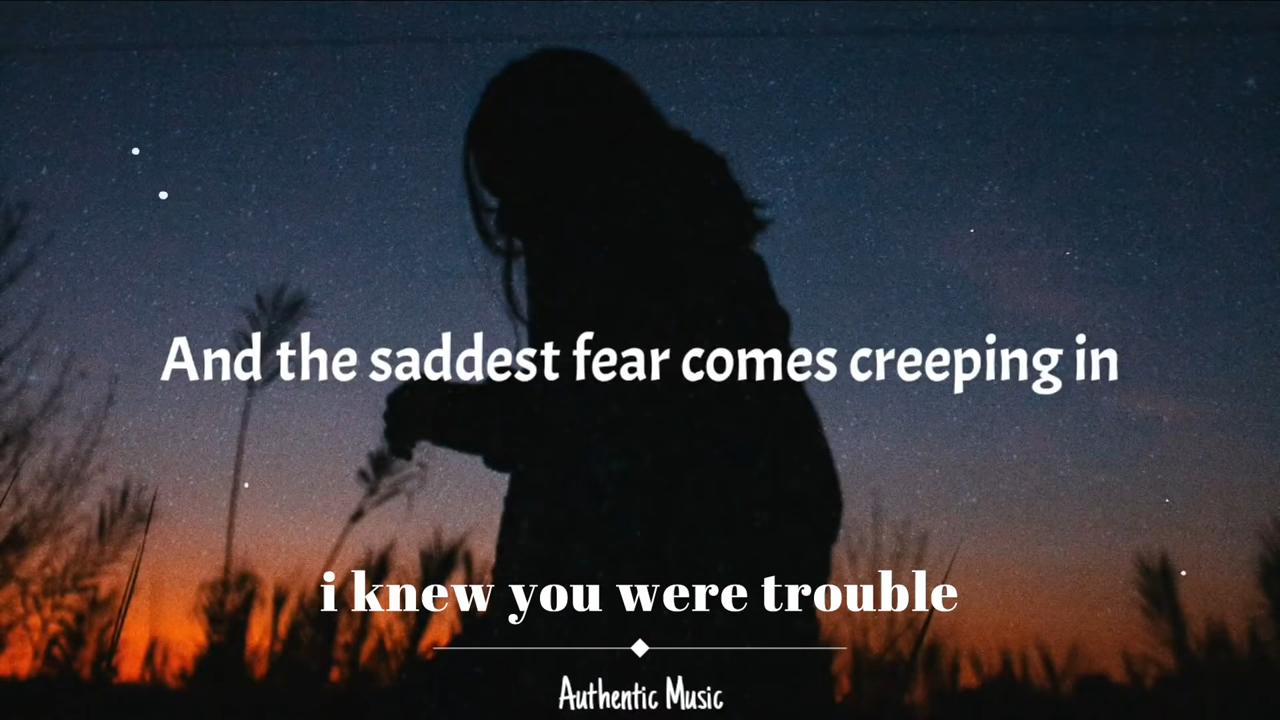 And the saddest fear comes creeping in
i knew you were trouble
Authentic Music